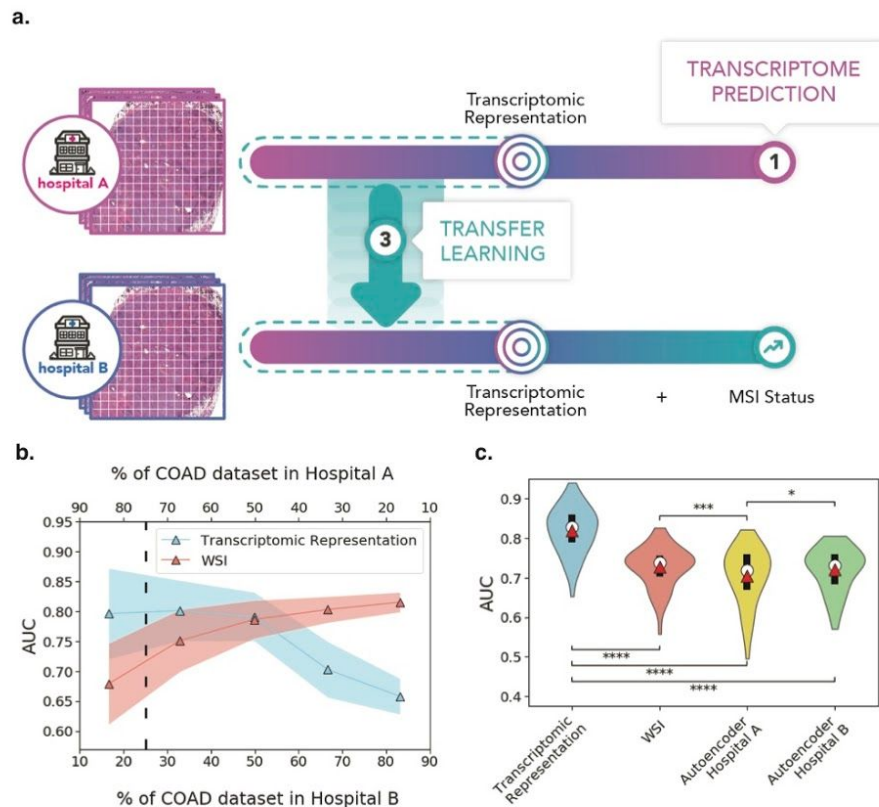 a.
TRANSCRIPTOME
PREDICTION
Transcriptomic
Representation
hospital A
1
3
TRANSFER
LEARNING
hospital B
Transcriptomic
Representation
+
MSI Status
b.
% of COAD dataset in Hospital A
90 80 70 60 50 40 30 20 10
0.95
0.90
0.85
0.80
0.75
0.70
0.65
0.60
AUC
Transcriptomic Representation
WSI
10 20 30 40 50 60 70 80 90
% of COAD dataset in Hospital B
c.
0.9
0.8
0.7
0.6
0.5
0.4
AUC
***
*
****
****
****
Transcriptomic
Representation
WSI
Autoencoder
Hospital A
Autoencoder
Hospital B